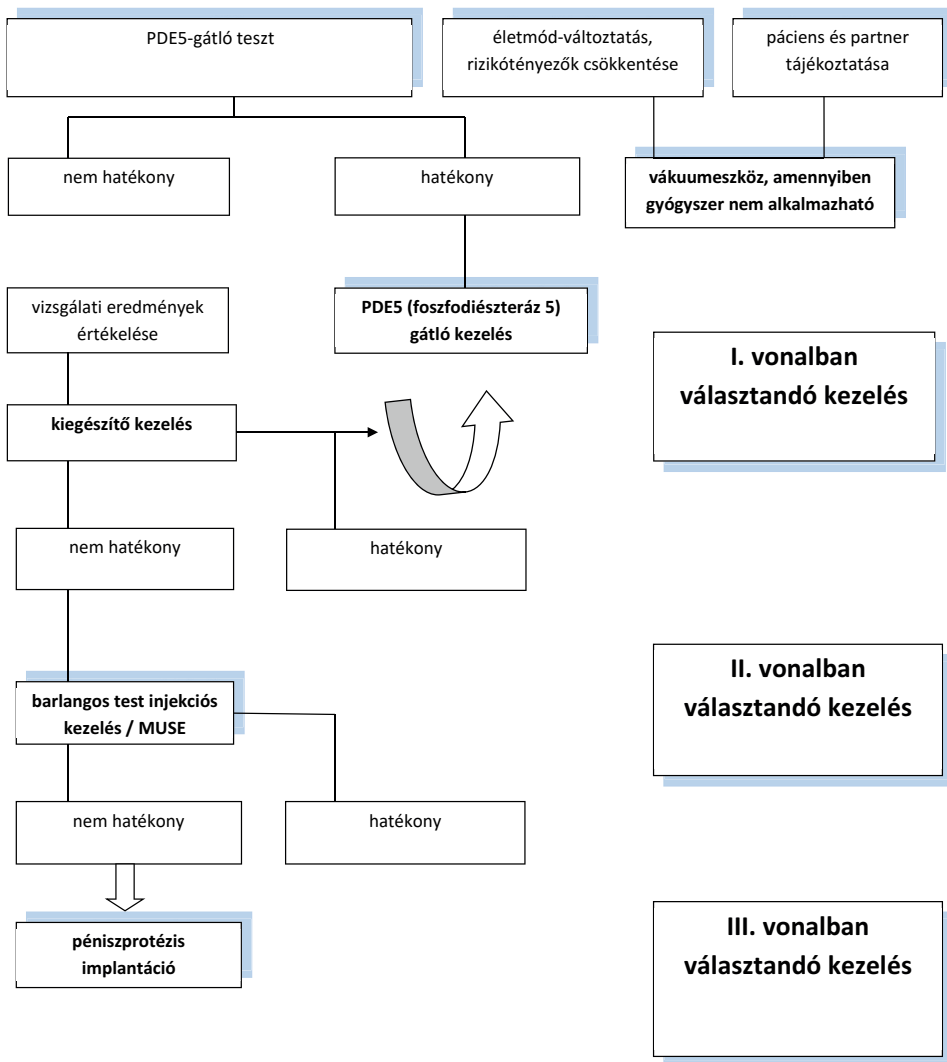 PDE5-gátló teszt
életmód-változtatás,
rizikótényezők csökkentése
páciens és partner
tájékoztatása
nem hatékony
hatékony
vákuumeszköz, amennyiben
gyógyszer nem alkalmazható
vizsgálati eredmények
értékelése
PDE5 (foszfodiészteráz 5)
gátló kezelés
I. vonalban
választandó kezelés
kiegészítő kezelés
nem hatékony
hatékony
II. vonalban
választandó kezelés
barlangos test injekciós
kezelés / MUSE
nem hatékony
hatékony
III. vonalban
választandó kezelés
péniszprotézis
implantáció